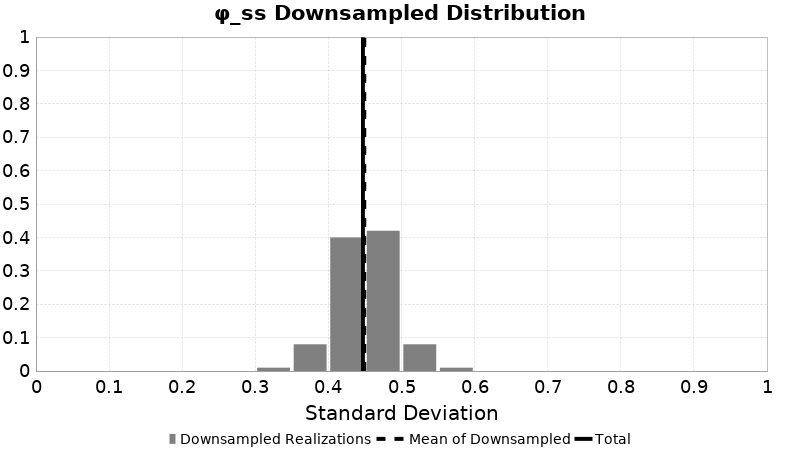 φ_ss Downsampled Distribution
1
0.9
0.8
0.7
0.6
0.5
0.4
0.3
0.2
0.1
0
0 0.1 0.2 0.3 0.4 0.5 0.6 0.7 0.8 0.9 1
Standard Deviation
Downsampled Realizations Mean of Downsampled Total